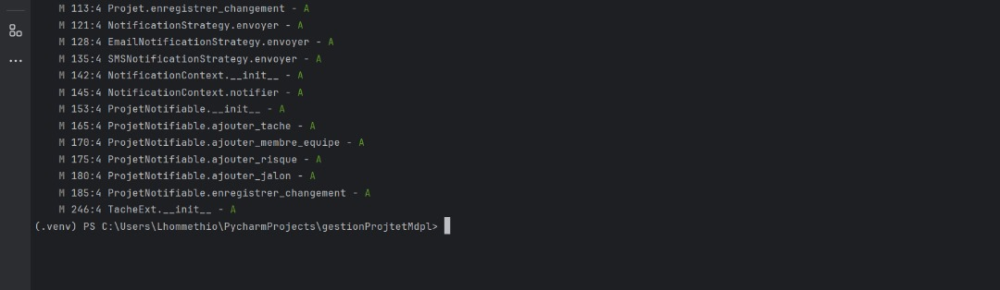 M 113:4 Projet.enregistrer_changement - A
M 121:4 NotificationStrategy.envoyer - A
M 128:4 EmailNotificationStrategy.envoyer - A
M 135:4 SMSNotificationStrategy.envoyer - A
M 142:4 NotificationContext.__init__ - A
M 145:4 NotificationContext.notifier - A
M 153:4 ProjetNotifiable.__init__ - A
M 165:4 ProjetNotifiable.ajouter_tache - A
M 170:4 ProjetNotifiable.ajouter_membre_equipe - A
M 175:4 ProjetNotifiable.ajouter_risque - A
M 180:4 ProjetNotifiable.ajouter_jalon - A
M 185:4 ProjetNotifiable.enregistrer_changement - A
M 246:4 TacheExt.__init__ - A
(.venv) PS C:\Users\Lhommethio\PycharmProjects\gestionProjtetMdpl>